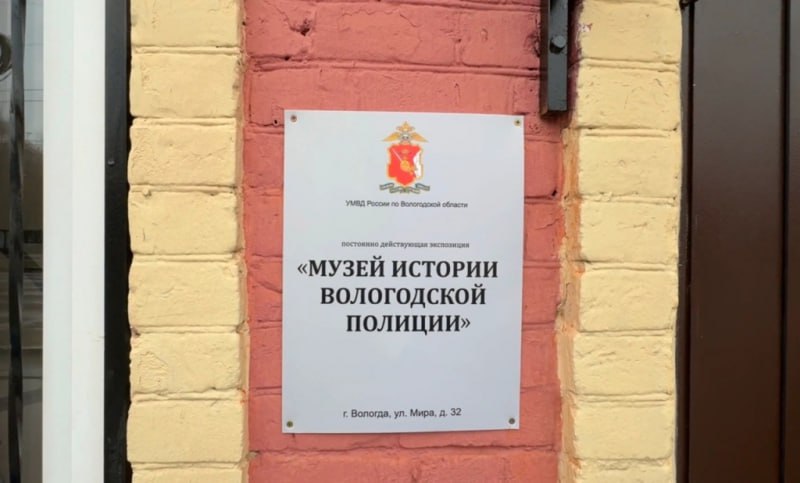 УМВД России по Вологодской области
постоянно действующая экспозиция
«МУЗЕЙ ИСТОРИИ
ВОЛОГОДСКОЙ
ПОЛИЦИИ»
г. Вологда, ул. Мира, д. 32